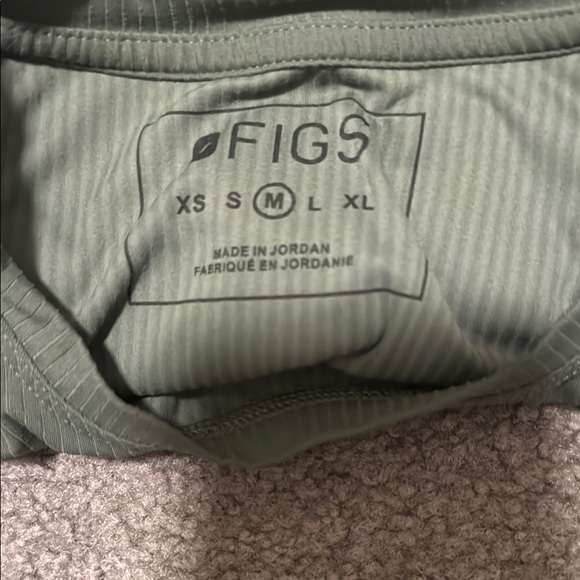 FIGS
XS S M L XL
MADE IN JORDAN
FABRIQUÉ EN JORDANIE